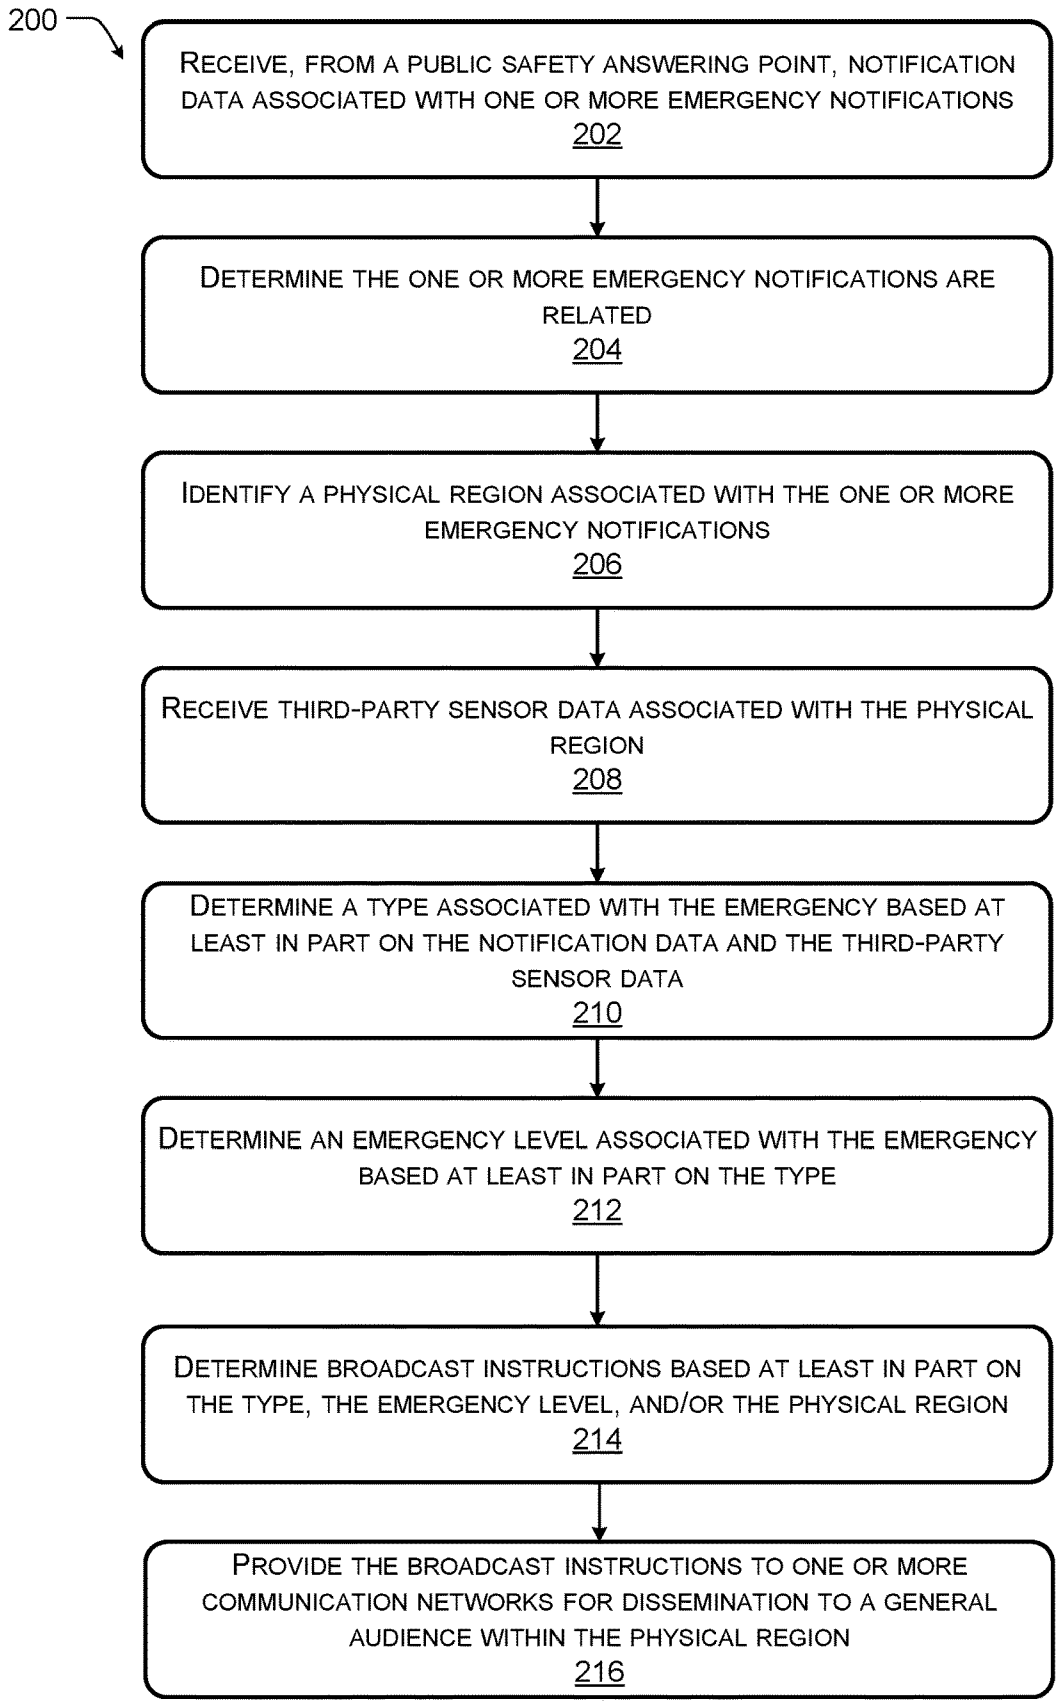 200
RECEIVE, FROM A PUBLIC SAFETY ANSWERING POINT, NOTIFICATION
DATA ASSOCIATED WITH ONE OR MORE EMERGENCY NOTIFICATIONS
202
DETERMINE THE ONE OR MORE EMERGENCY NOTIFICATIONS ARE
RELATED
204
IDENTIFY A PHYSICAL REGION ASSOCIATED WITH THE ONE OR MORE
EMERGENCY NOTIFICATIONS
206
RECEIVE THIRD-PARTY SENSOR DATA ASSOCIATED WITH THE PHYSICAL
REGION
208
DETERMINE A TYPE ASSOCIATED WITH THE EMERGENCY BASED AT
LEAST IN PART ON THE NOTIFICATION DATA AND THE THIRD-PARTY
SENSOR DATA
210
DETERMINE AN EMERGENCY LEVEL ASSOCIATED WITH THE EMERGENCY
BASED AT LEAST IN PART ON THE TYPE
212
DETERMINE BROADCAST INSTRUCTIONS BASED AT LEAST IN PART ON
THE TYPE, THE EMERGENCY LEVEL, AND/OR THE PHYSICAL REGION
214
PROVIDE THE BROADCAST INSTRUCTIONS TO ONE OR MORE
COMMUNICATION NETWORKS FOR DISSEMINATION TO A GENERAL
AUDIENCE WITHIN THE PHYSICAL REGION
216